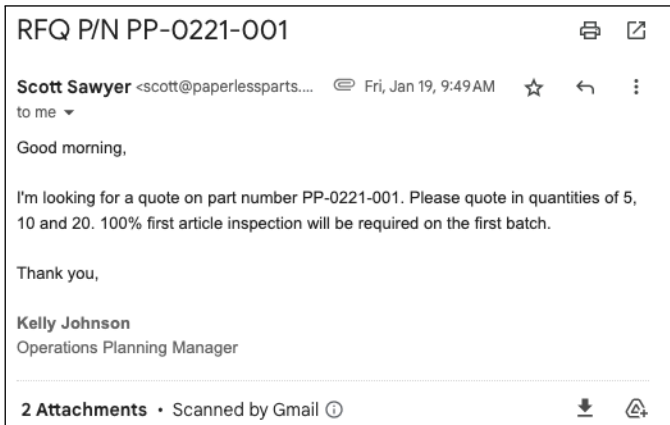 RFQ P/N PP-0221-001
Scott Sawyer <scott@paperlessparts.... Fri, Jan 19, 9:49 AM
to me
Good morning,
I'm looking for a quote on part number PP-0221-001. Please quote in quantities of 5,
10 and 20. 100% first article inspection will be required on the first batch.
Thank you,
Kelly Johnson
Operations Planning Manager
2 Attachments • Scanned by Gmail